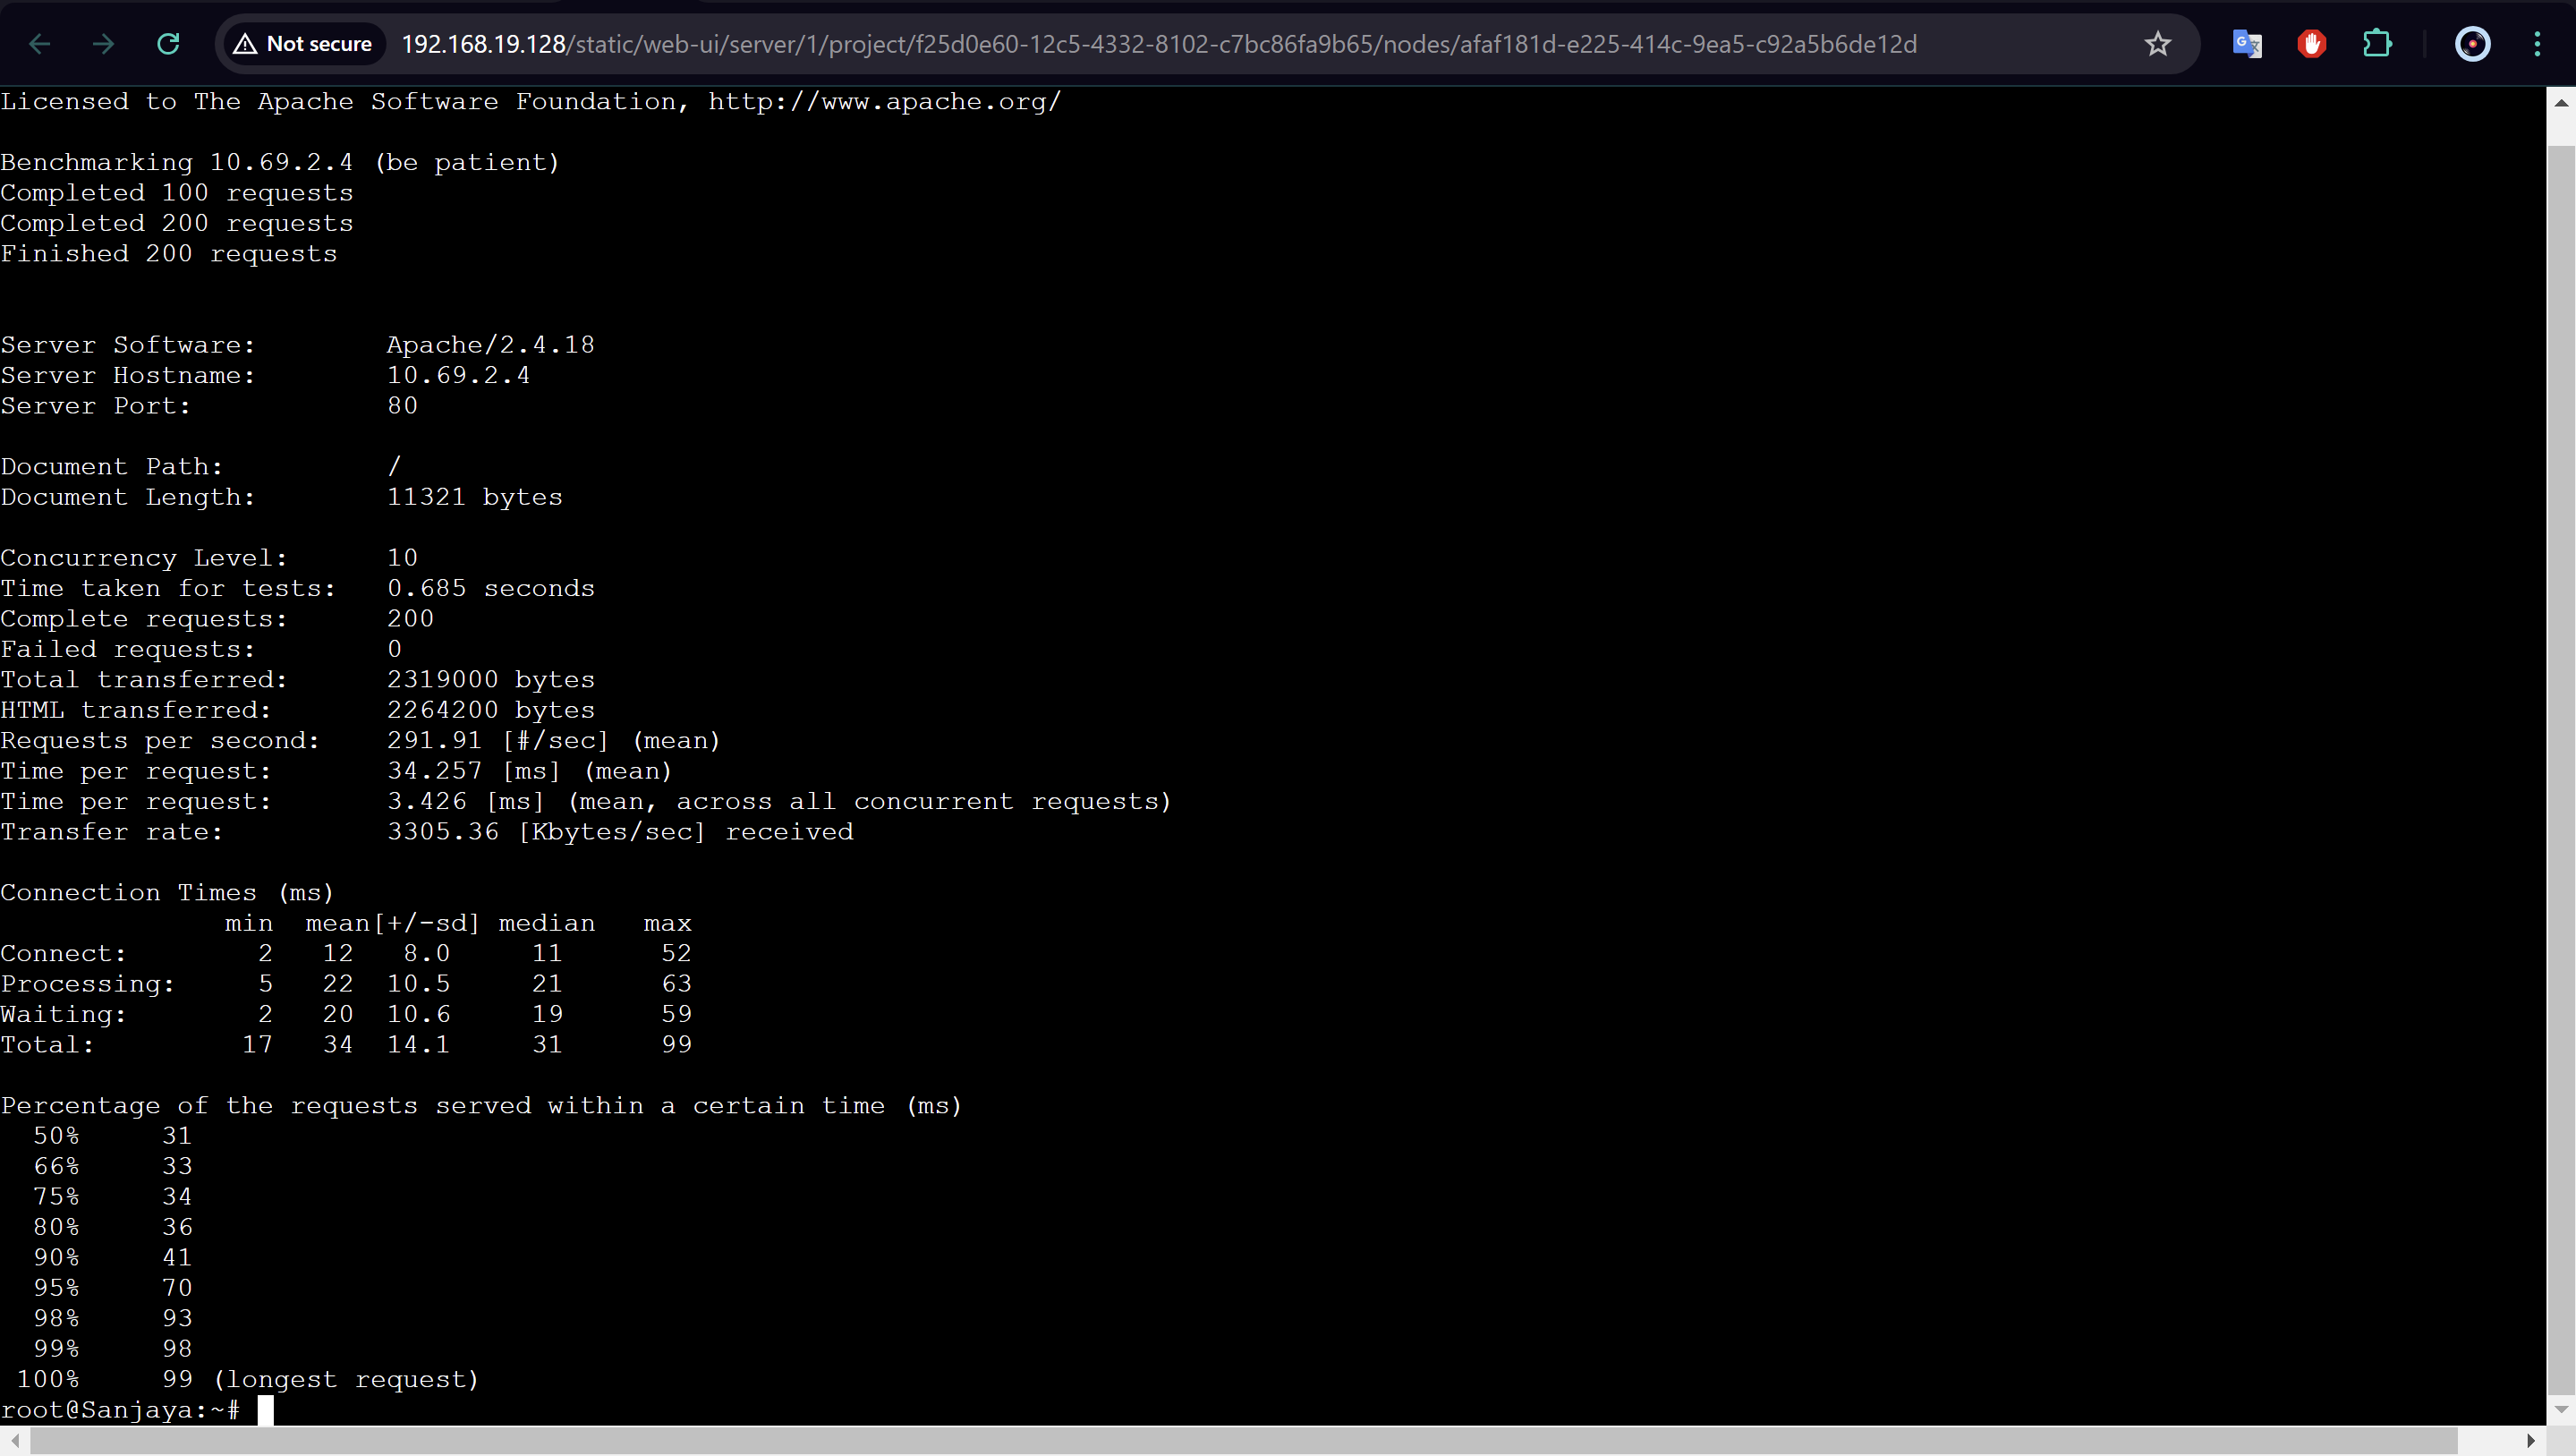 Not secure 192.168.19.128/static/web-ui/server/1/project/f25d0e60-12c5-4332-8102-c7bc86fa9b65/nodes/afaf181d-e225-414c-9ea5-c92a5b6de12d
Licensed to The Apache Software Foundation, http://www.apache.org/
Benchmarking 10.69.2.4 (be patient)
Completed 100 requests
Completed 200 requests
Finished 200 requests
Server Software:        Apache/2.4.18
Server Hostname:        10.69.2.4
Server Port:            80
Document Path:          /
Document Length:        11321 bytes
Concurrency Level:      10
Time taken for tests:   0.685 seconds
Complete requests:      200
Failed requests:        0
Total transferred:      2319000 bytes
HTML transferred:       2264200 bytes
Requests per second:    291.91 [#/sec] (mean)
Time per request:       34.257 [ms] (mean)
Time per request:       3.426 [ms] (mean, across all concurrent requests)
Transfer rate:          3305.36 [Kbytes/sec] received
Connection Times (ms)
              min  mean[+/-sd] median   max
Connect:        2   12   8.0     11      52
Processing:     5   22  10.5     21      63
Waiting:        2   20  10.6     19      59
Total:         17   34  14.1     31      99
Percentage of the requests served within a certain time (ms)
  50%     31
  66%     33
  75%     34
  80%     36
  90%     41
  95%     70
  98%     93
  99%     98
 100%     99 (longest request)
root@Sanjaya:~#